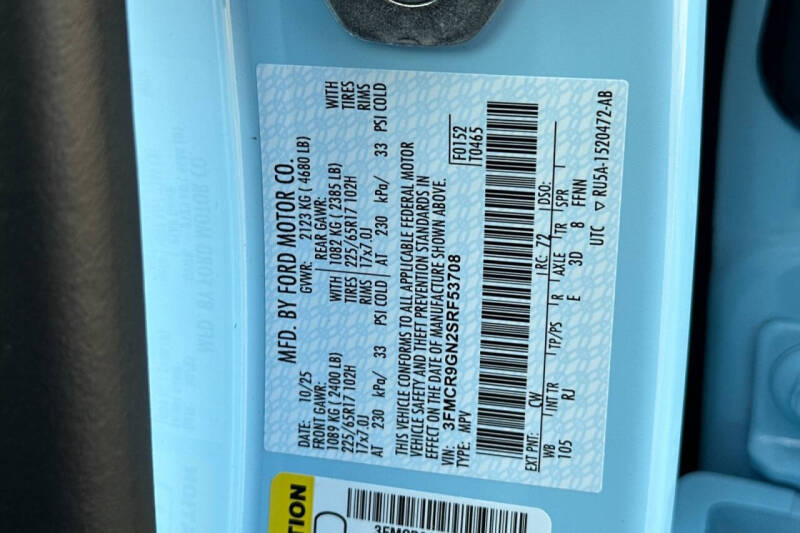 MFD. BY FORD MOTOR CO.
DATE: 10/25 GVWR: 2123 KG ( 4680 LB)
FRONT GAWR: REAR GAWR:
1089 KG ( 2400 LB) WITH 1082 KG ( 2385 LB) WITH
225/65R17 102H TIRES 225/65R17 102H TIRES
17x7.0J RIMS 17x7.0J RIMS
AT 230 kPa/ 33 PSI COLD AT 230 kPa/ 33 PSI COLD
THIS VEHICLE CONFORMS TO ALL APPLICABLE FEDERAL MOTOR
VEHICLE SAFETY AND THEFT PREVENTION STANDARDS IN
EFFECT ON THE DATE OF MANUFACTURE SHOWN ABOVE.
VIN: 3FMCR9GN2SRF53708
TYPE: MPV
F0152
T0465
EXT PNT: CW RC: 72 DSO:
WB INT TR TP/PS R AXLE TR SPR
105 RJ E 3D 8 FFNN
UTC RU5A-1520472-AB